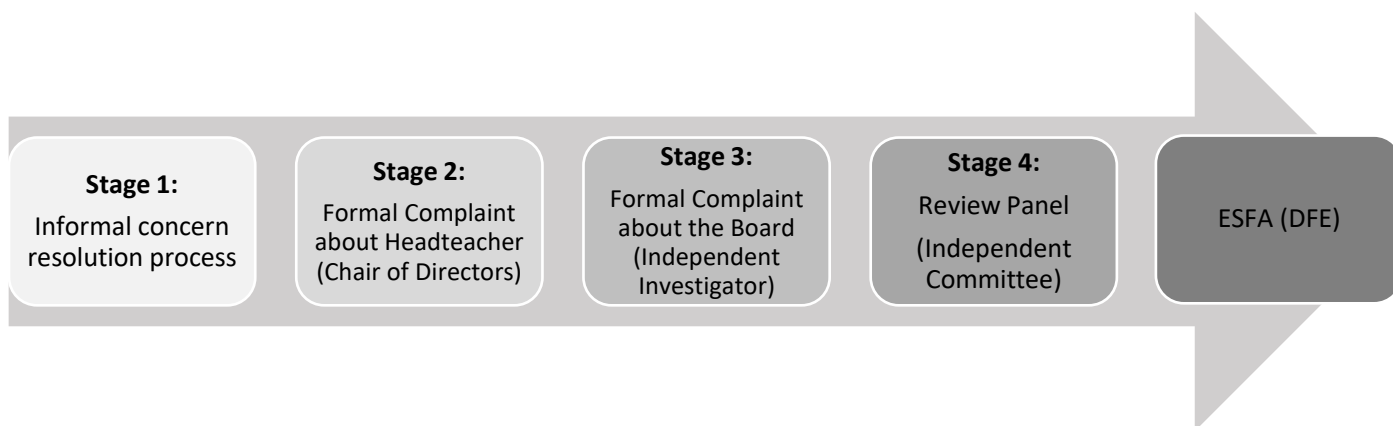 Stage 1:
Informal concern
resolution process
Stage 2:
Formal Complaint
about Headteacher
(Chair of Directors)
Stage 3:
Formal Complaint
about the Board
(Independent
Investigator)
Stage 4:
Review Panel
(Independent
Committee)
ESFA (DFE)